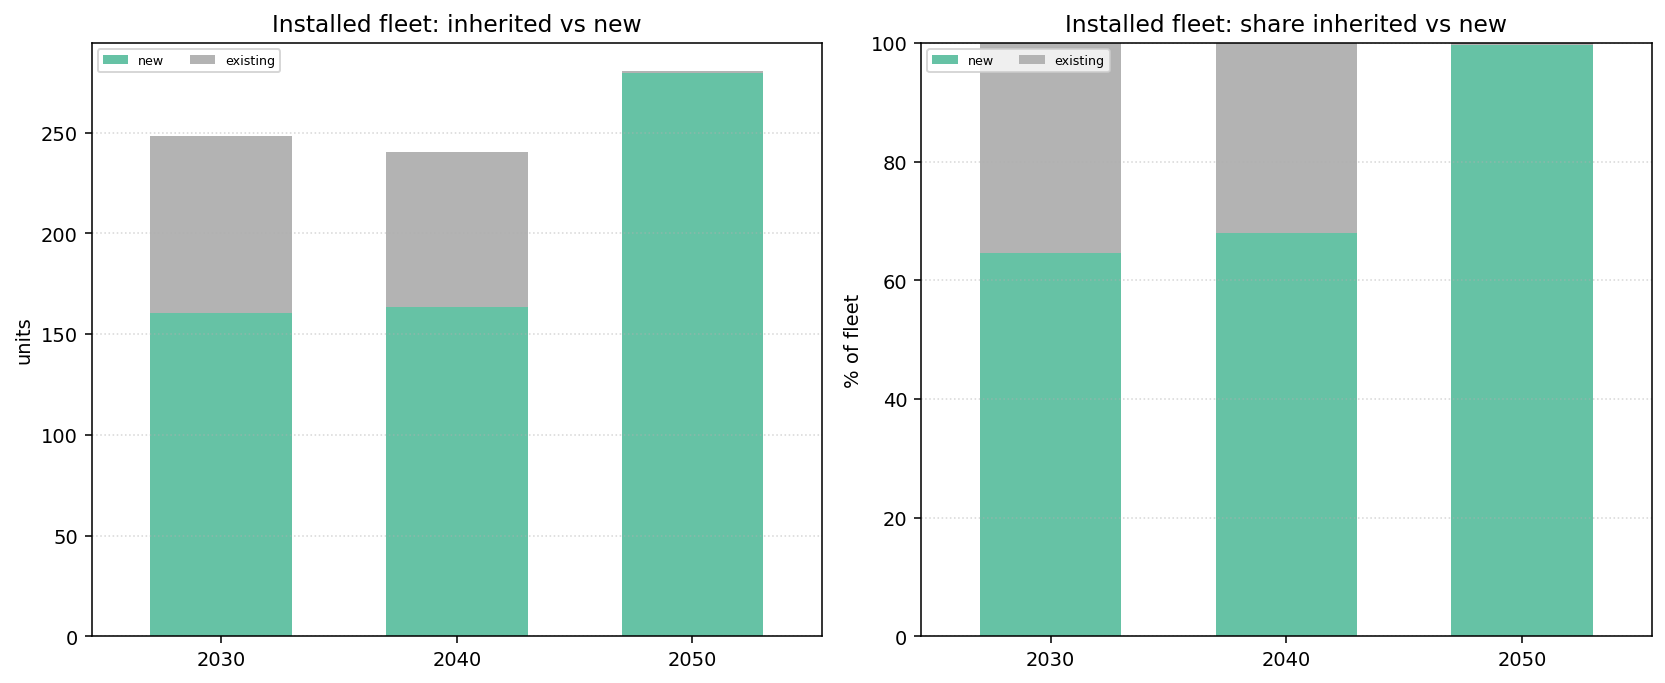 Installed fleet: inherited vs new
new
existing
units
250
200
150
100
50
0
2030
2040
2050
Installed fleet: share inherited vs new
new
existing
% of fleet
100
80
60
40
20
0
2030
2040
2050